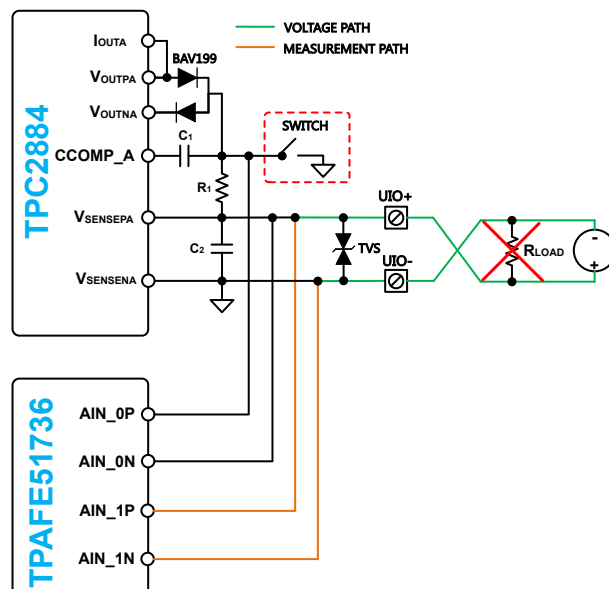 TPC2884
IOUTA
VOUTPA
VOUTNA
CCOMP_A
VSENSEPA
VSENSENA
BAV199
C1
R1
C2
VOLTAGE PATH
MEASUREMENT PATH
SWITCH
TVS
UIO+
UIO-
RLOAD
-
+
TPAFE51736
AIN_0P
AIN_0N
AIN_1P
AIN_1N